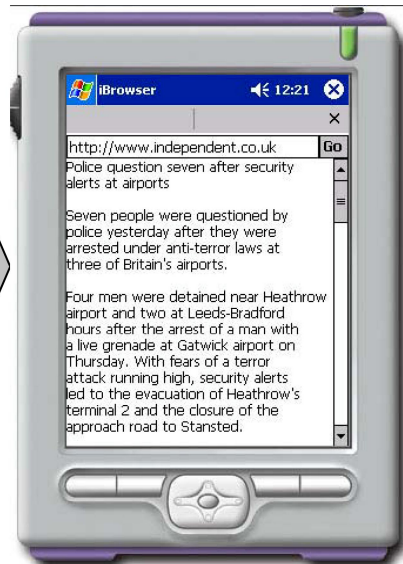 iBrowser 12:21
http://www.independent.co.uk Go
Police question seven after security
alerts at airports
Seven people were questioned by
police yesterday after they were
arrested under anti-terror laws at
three of Britain's airports.
Four men were detained near Heathrow
airport and two at Leeds-Bradford
hours after the arrest of a man with
a live grenade at Gatwick airport on
Thursday. With fears of a terror
attack running high, security alerts
led to the evacuation of Heathrow's
terminal 2 and the closure of the
approach road to Stansted.